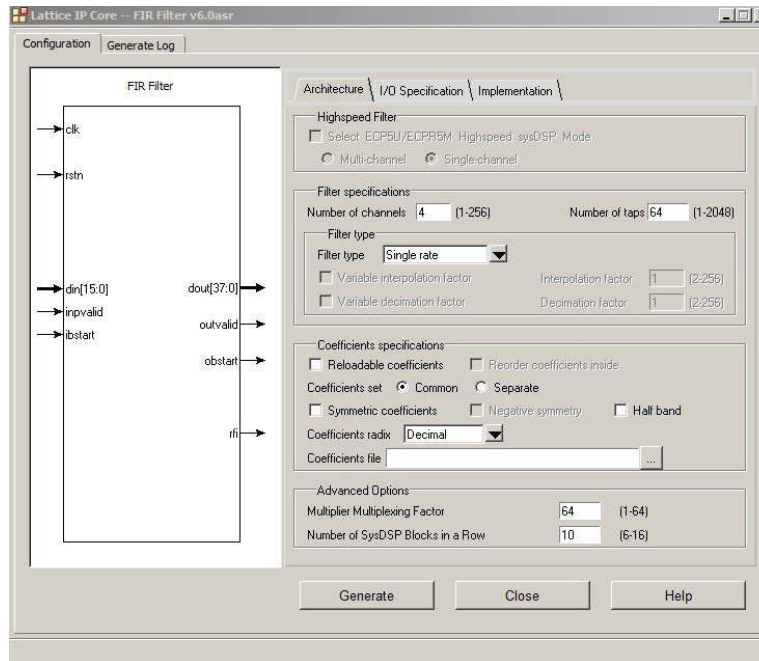 Lattice IP Core -- FIR Filter v6.0asr
Configuration
Generate Log
FIR Filter
clk
rstn
din[15:0]
inpvalid
ibstart
dout[37:0]
outvalid
obstart
rfi
Architecture
I/O Specification
Implementation
Highspeed Filter
Select ECP5U/ECPR5M Highspeed sysDSP Mode
Multi-channel
Single-channel
Filter specifications
Number of channels 4 (1-256)
Number of taps 64 (1-2048)
Filter type
Filter type Single rate
Variable interpolation factor
Interpolation factor 1 (2-256)
Variable decimation factor
Decimation factor 1 (2-256)
Coefficients specifications
Reloadable coefficients
Reorder coefficients inside
Coefficients set Common Separate
Symmetric coefficients
Negative symmetry
Half band
Coefficients radix Decimal
Coefficients file ...
Advanced Options
Multiplier Multiplexing Factor 64 (1-64)
Number of SysDSP Blocks in a Row 10 (6-16)
Generate
Close
Help